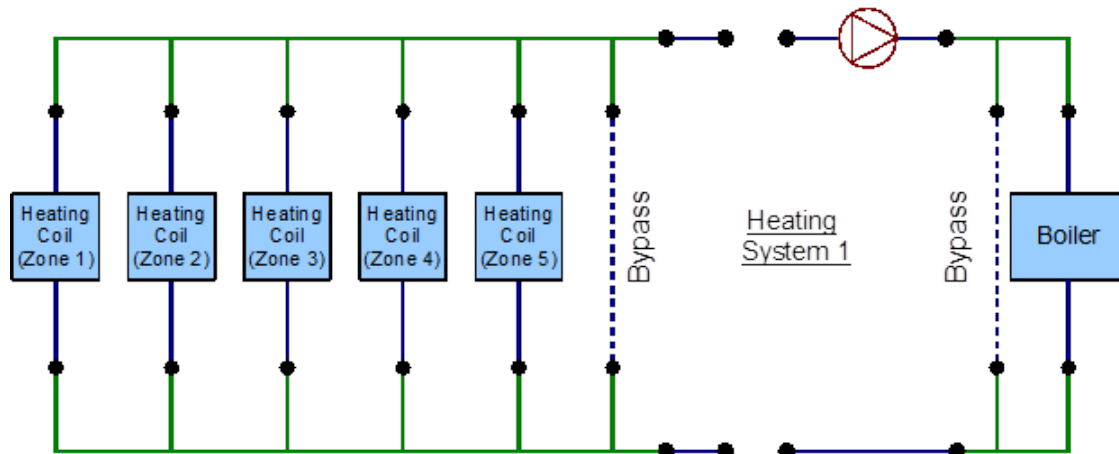 Heating
Coil
(Zone 1)
Heating
Coil
(Zone 2)
Heating
Coil
(Zone 3)
Heating
Coil
(Zone 4)
Heating
Coil
(Zone 5)
Bypass
Heating
System 1
Bypass
Boiler